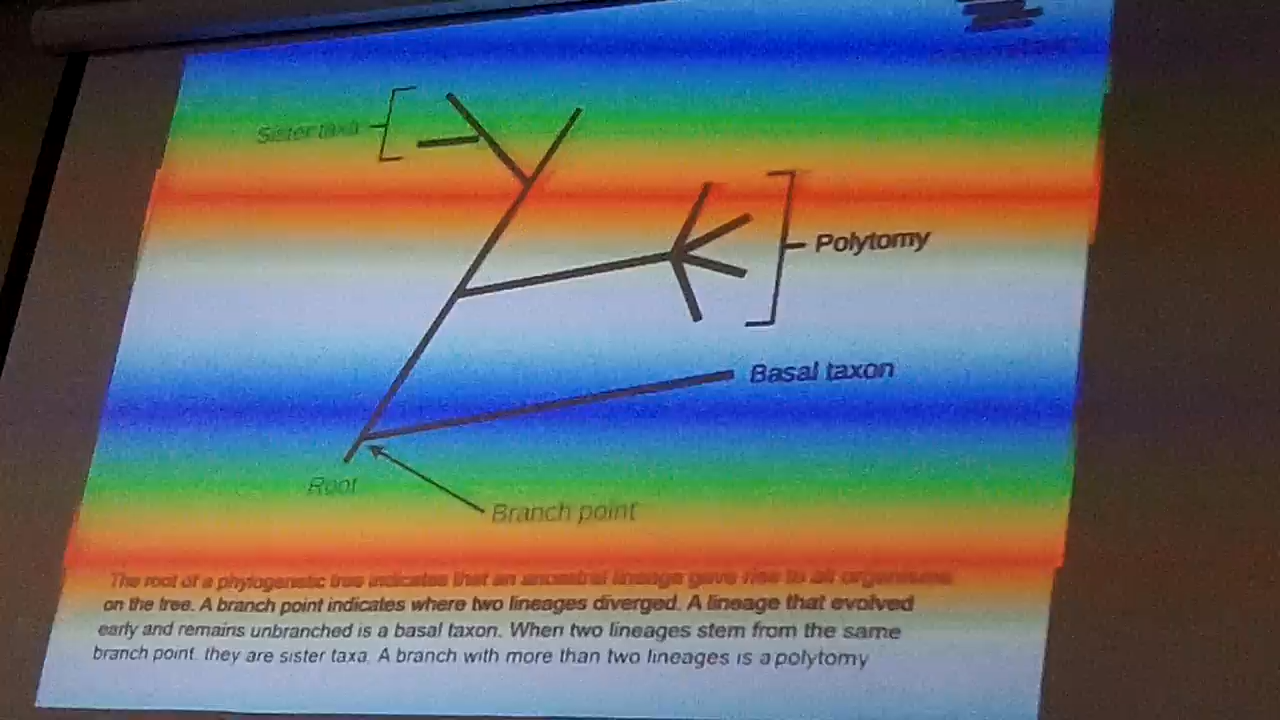 Sister taxa
Polytomy
Basal taxon
Root
Branch point
The root of a phylogenetic tree indicates that an ancestral lineage gave rise to all organisms
on the tree. A branch point indicates where two lineages diverged. A lineage that evolved
early and remains unbranched is a basal taxon. When two lineages stem from the same
branch point, they are sister taxa. A branch with more than two lineages is a polytomy